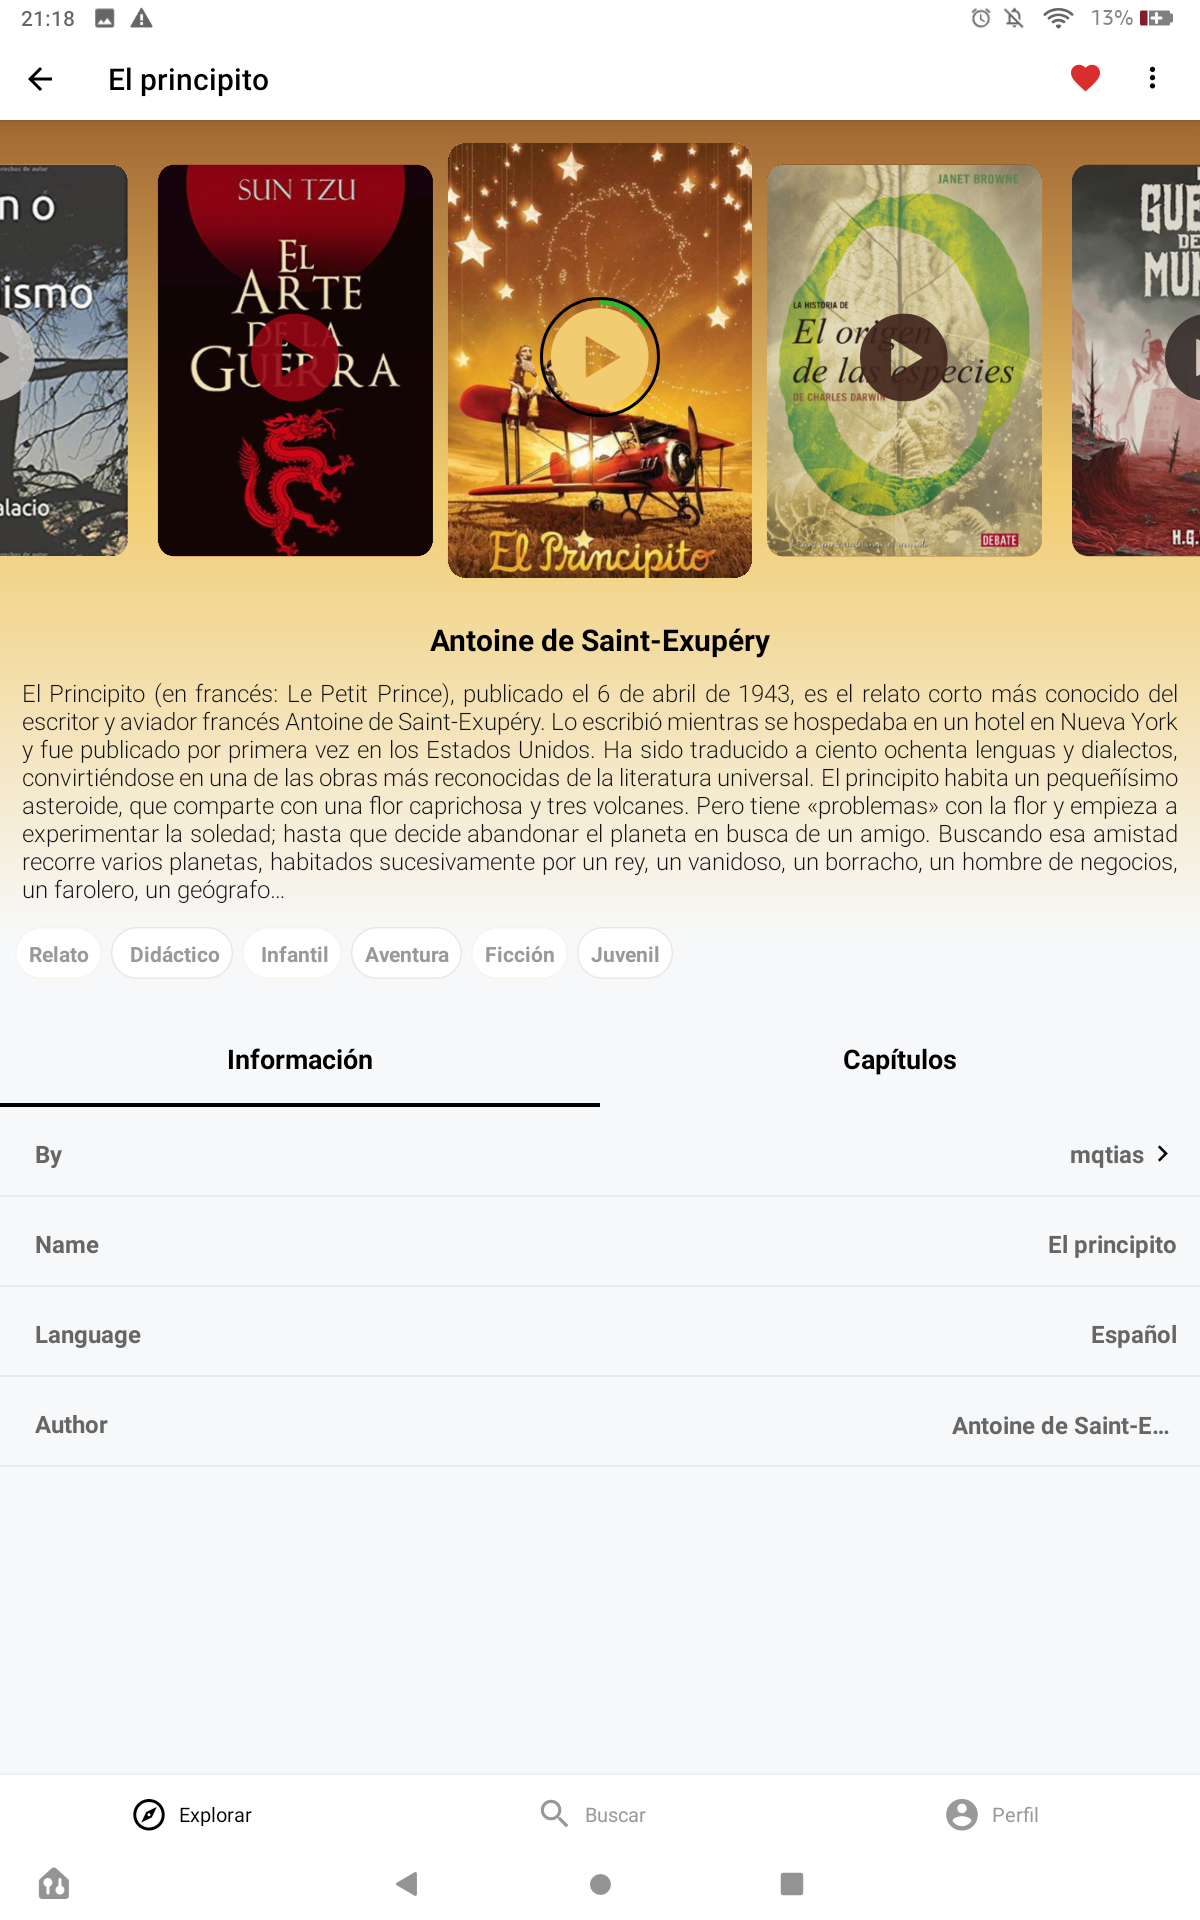 21:18
13%
El principito
nó
ismo
alacio
SUN TZU
EL
ARTE
DE LA
GUERRA
El Principito
JANET BROWNE
LA HISTORIA DE
El origen
de las especies
DE CHARLES DARWIN
DEBATE
GUE
DE
MUN
H.G.
Antoine de Saint-Exupéry
El Principito (en francés: Le Petit Prince), publicado el 6 de abril de 1943, es el relato corto más conocido del
escritor y aviador francés Antoine de Saint-Exupéry. Lo escribió mientras se hospedaba en un hotel en Nueva York
y fue publicado por primera vez en los Estados Unidos. Ha sido traducido a ciento ochenta lenguas y dialectos,
convirtiéndose en una de las obras más reconocidas de la literatura universal. El principito habita un pequeñísimo
asteroide, que comparte con una flor caprichosa y tres volcanes. Pero tiene «problemas» con la flor y empieza a
experimentar la soledad; hasta que decide abandonar el planeta en busca de un amigo. Buscando esa amistad
recorre varios planetas, habitados sucesivamente por un rey, un vanidoso, un borracho, un hombre de negocios,
un farolero, un geógrafo...
Relato Didáctico Infantil Aventura Ficción Juvenil
Información Capítulos
By mqtias
Name El principito
Language Español
Author Antoine de Saint-E...
Explorar Buscar Perfil